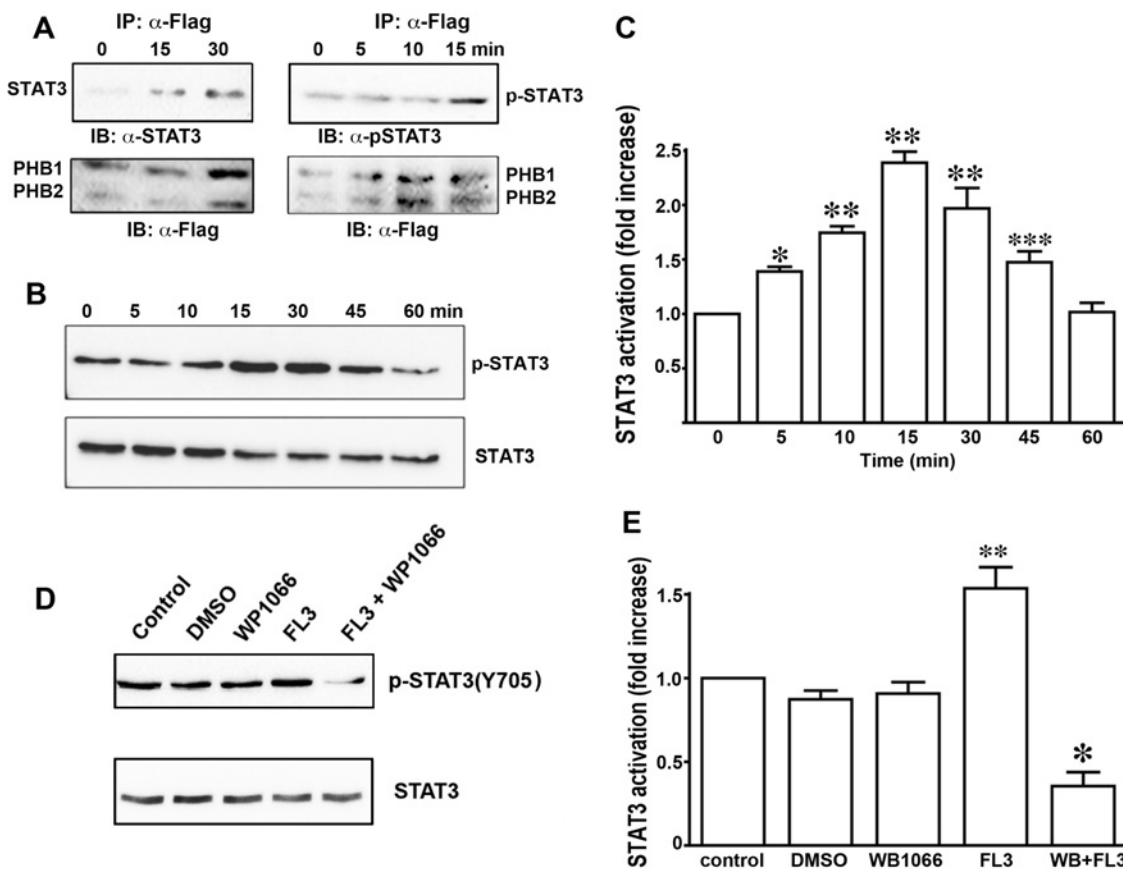 A
IP: α-Flag
0 15 30
STAT3
IB: α-STAT3
PHB1
PHB2
IB: α-Flag
IP: α-Flag
0 5 10 15 min
p-STAT3
IB: α-pSTAT3
PHB1
PHB2
IB: α-Flag
B
0 5 10 15 30 45 60 min
p-STAT3
STAT3
C
STAT3 activation (fold increase)
2.5
2.0
1.5
1.0
0.5
* ** ** ** ***
0 5 10 15 30 45 60
Time (min)
D
Control DMSO WP1066 FL3 FL3 + WP1066
p-STAT3(Y705)
STAT3
E
STAT3 activation (fold increase)
1.5
1.0
0.5
0
** *
control DMSO WB1066 FL3 WB+FL3